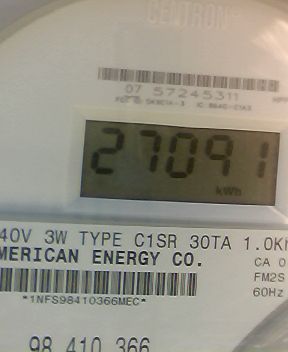 CENTRON®
07 57245311
27091
kWh
40V 3W TYPE C1SR 30TA 1.0Kh
MERICAN ENERGY CO.
CA 0
FM2S
60Hz
*1NFS98410366MEC*
98 410 366